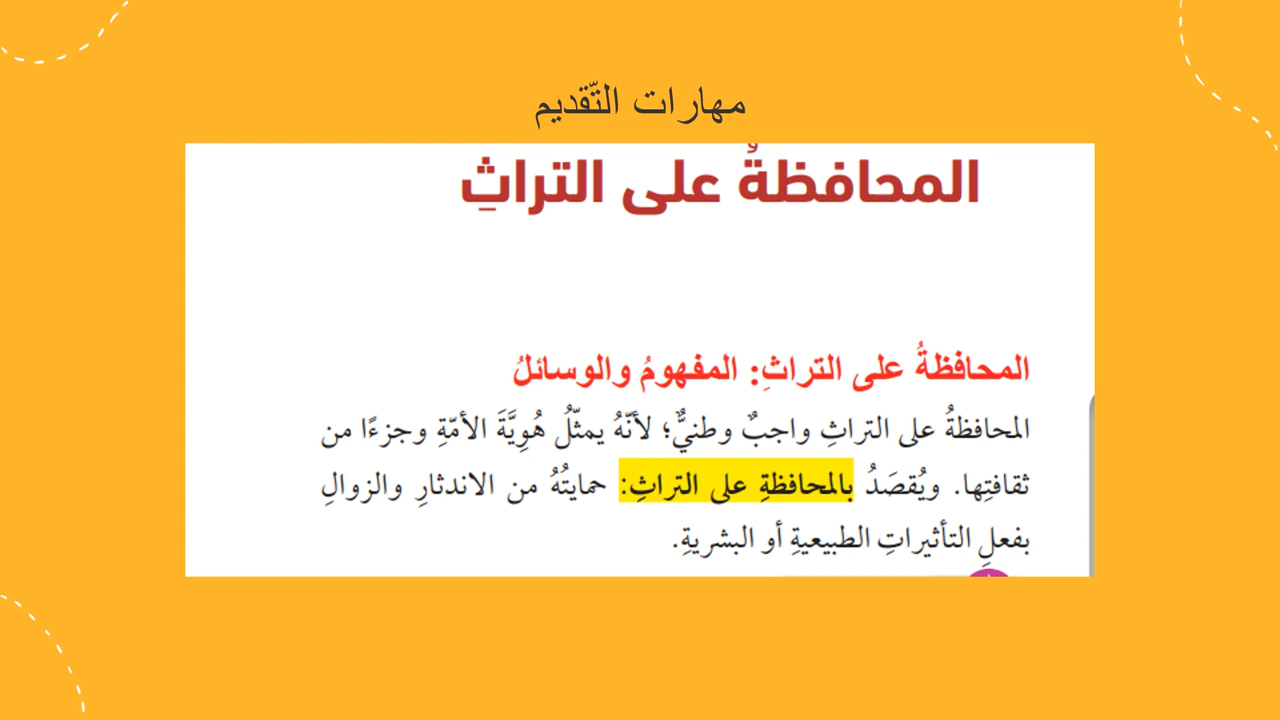 مهارات التّقديم
المحافظةُ على التراثِ
المحافظةُ على التراثِ: المفهومُ والوسائلُ
المحافظةُ على التراثِ واجبٌ وطنيٌّ؛ لأنّهُ يمثّلُ هُوِيَّةَ الأمّةِ وجزءًا من
ثقافتِها. ويُقصَدُ بالمحافظةِ على التراثِ: حمايتُهُ من الاندثارِ والزوالِ
بفعلِ التأثيراتِ الطبيعيةِ أو البشريةِ.